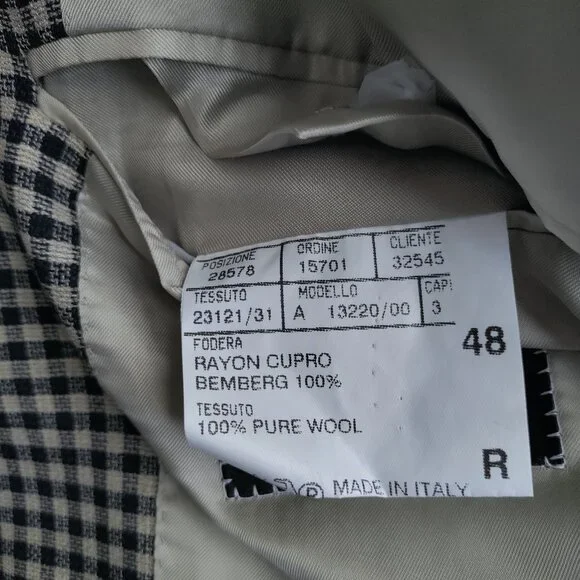 POSIZIONE ORDINE CLIENTE
28578 15701 32545
TESSUTO MODELLO CAPI
23121/31 A 13220/00 3
FODERA 48
RAYON CUPRO
BEMBERG 100%
TESSUTO
100% PURE WOOL
R
MADE IN ITALY